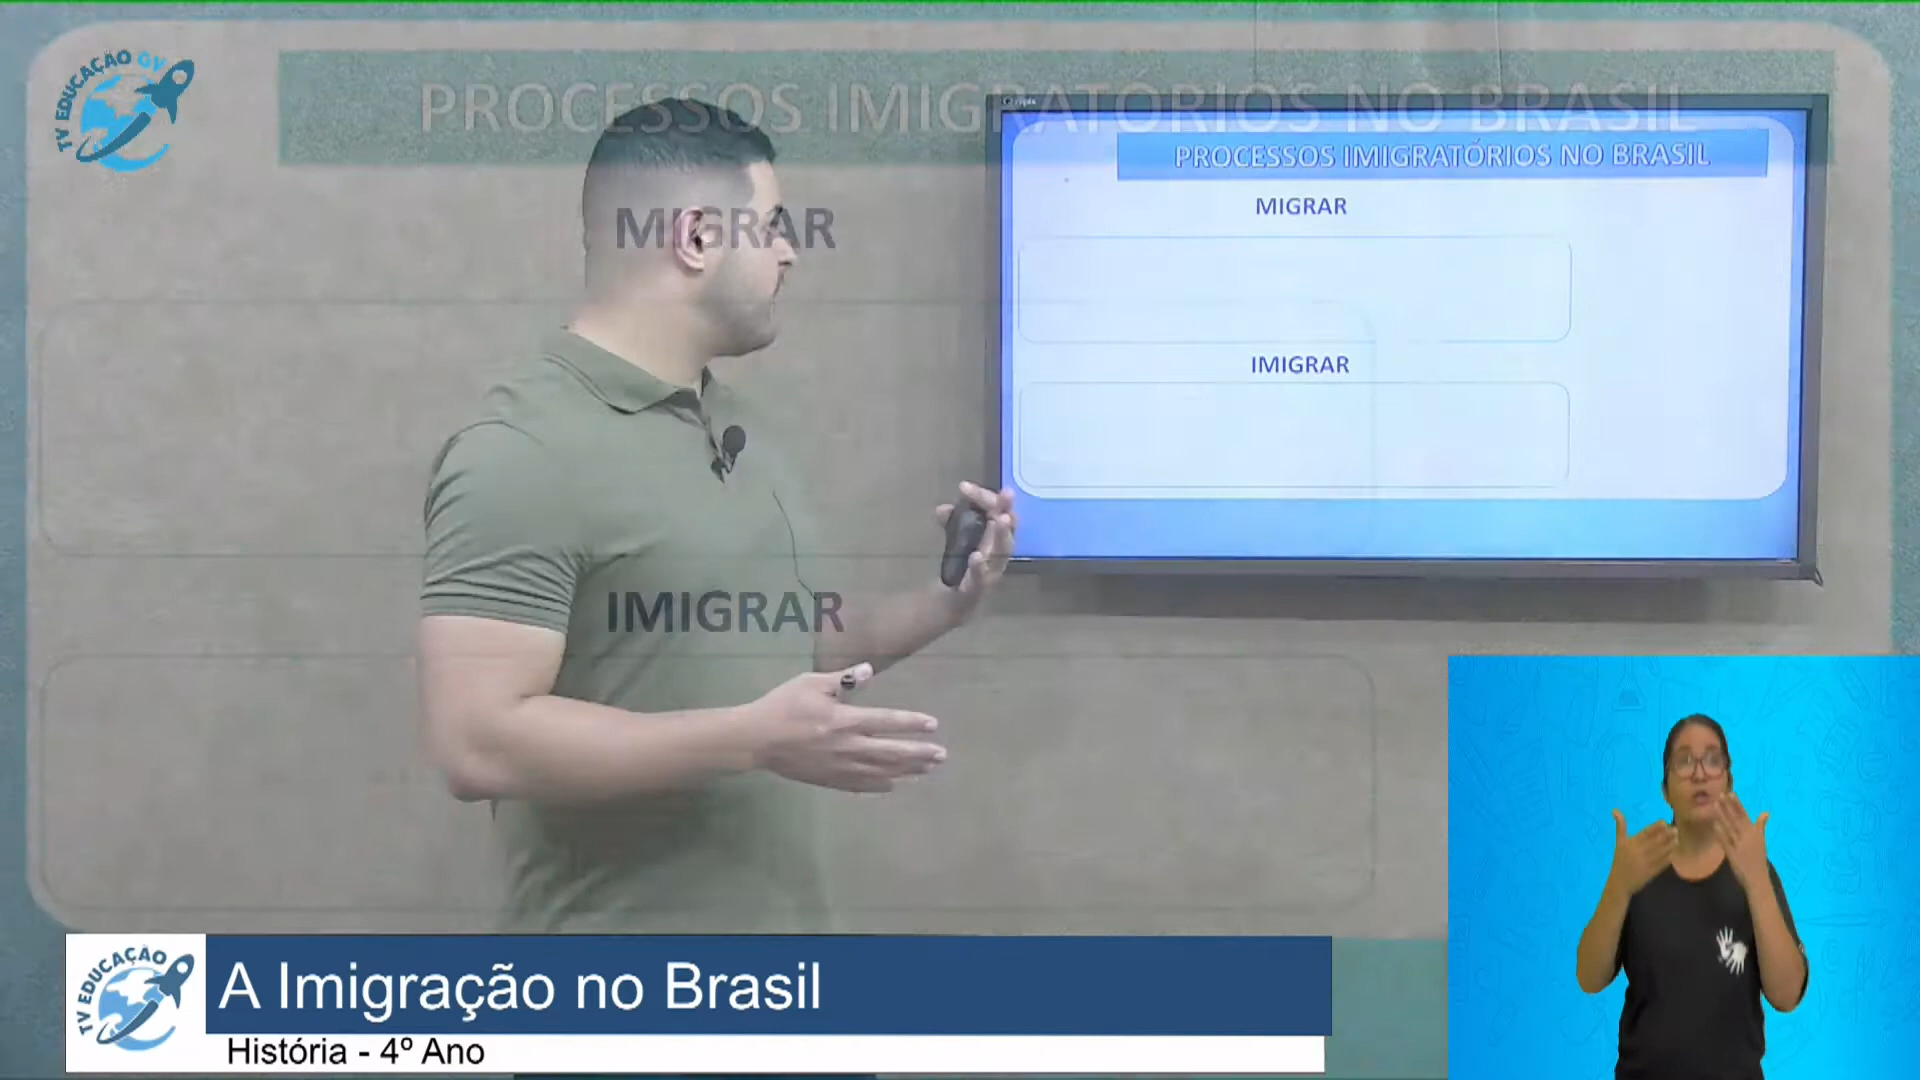 TV EDUCAÇÃO GV
PROCESSOS IMIGRATÓRIOS NO BRASIL
MIGRAR
IMIGRAR
PROCESSOS IMIGRATÓRIOS NO BRASIL
MIGRAR
IMIGRAR
TV EDUCAÇÃO
A Imigração no Brasil
História - 4º Ano